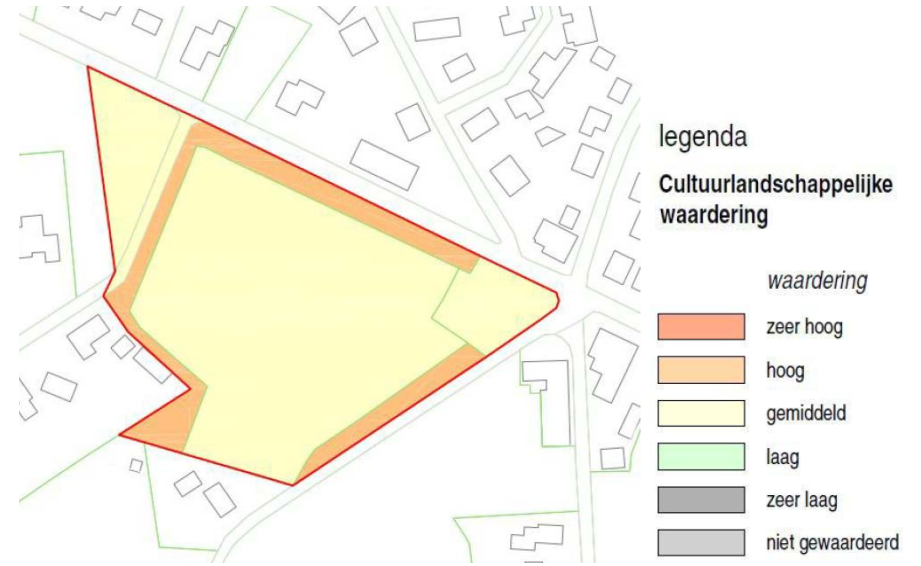 legenda
Cultuurlandschappelijke
waardering
waardering
zeer hoog
hoog
gemiddeld
laag
zeer laag
niet gewaardeerd